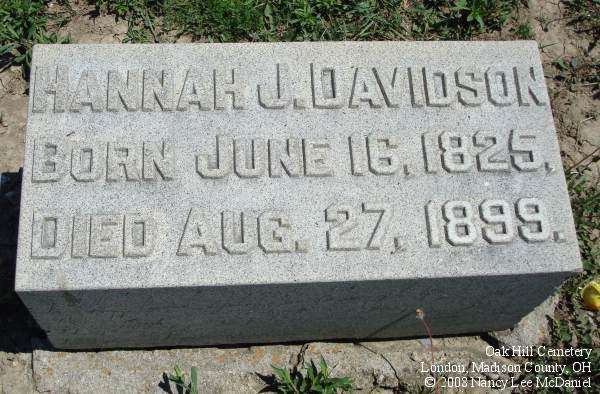 HANNAH J. DAVIDSON
BORN JUNE 16, 1825.
DIED AUG. 27, 1899.
Oak Hill Cemetery
London, Madison County, OH
© 2008 Nancy Lee McDaniel